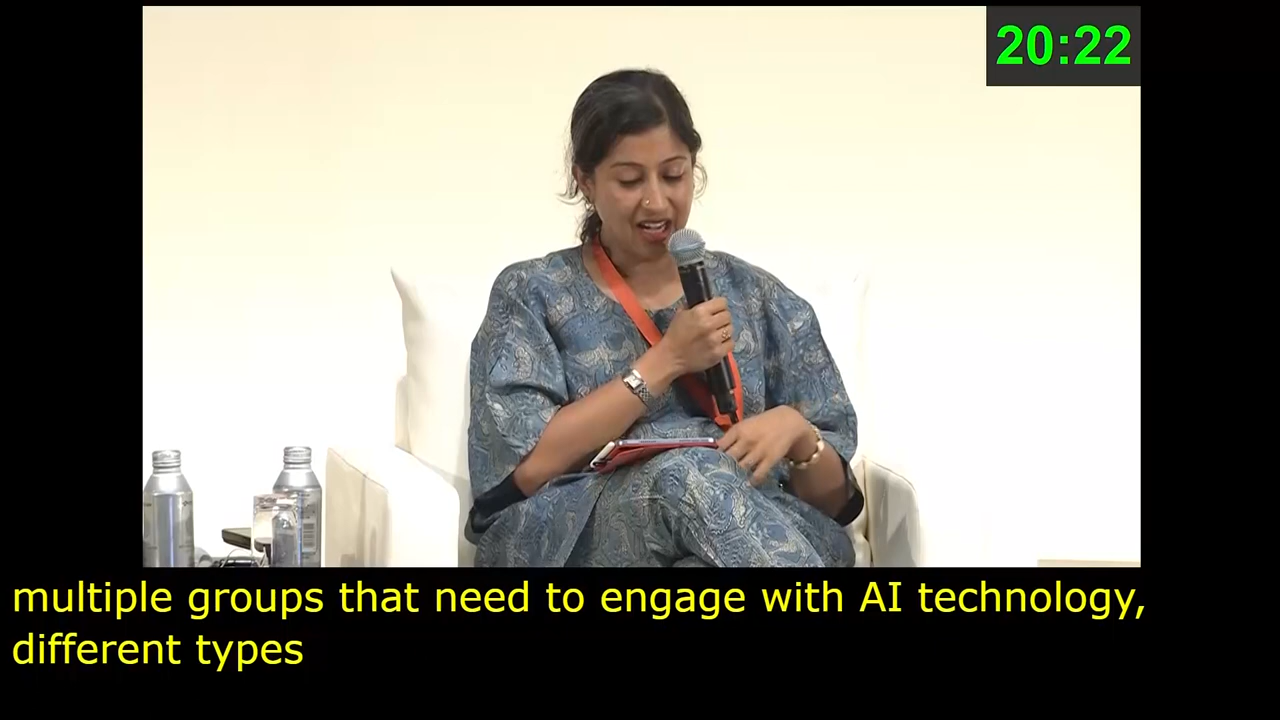 20:22
multiple groups that need to engage with AI technology,
different types